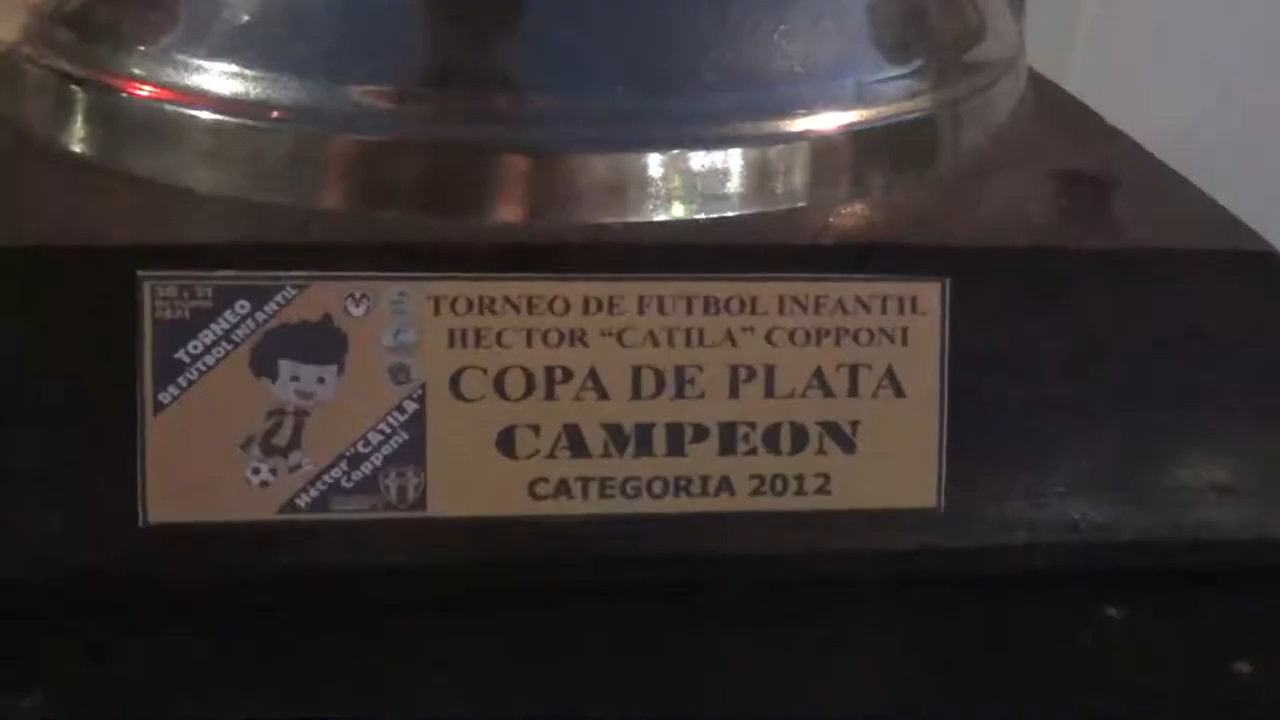 TORNEO
DE FUTBOL INFANTIL
Héctor "CATILA"
Copponi
TORNEO DE FUTBOL INFANTIL
HECTOR “CATILA” COPPONI
COPA DE PLATA
CAMPEON
CATEGORIA 2012